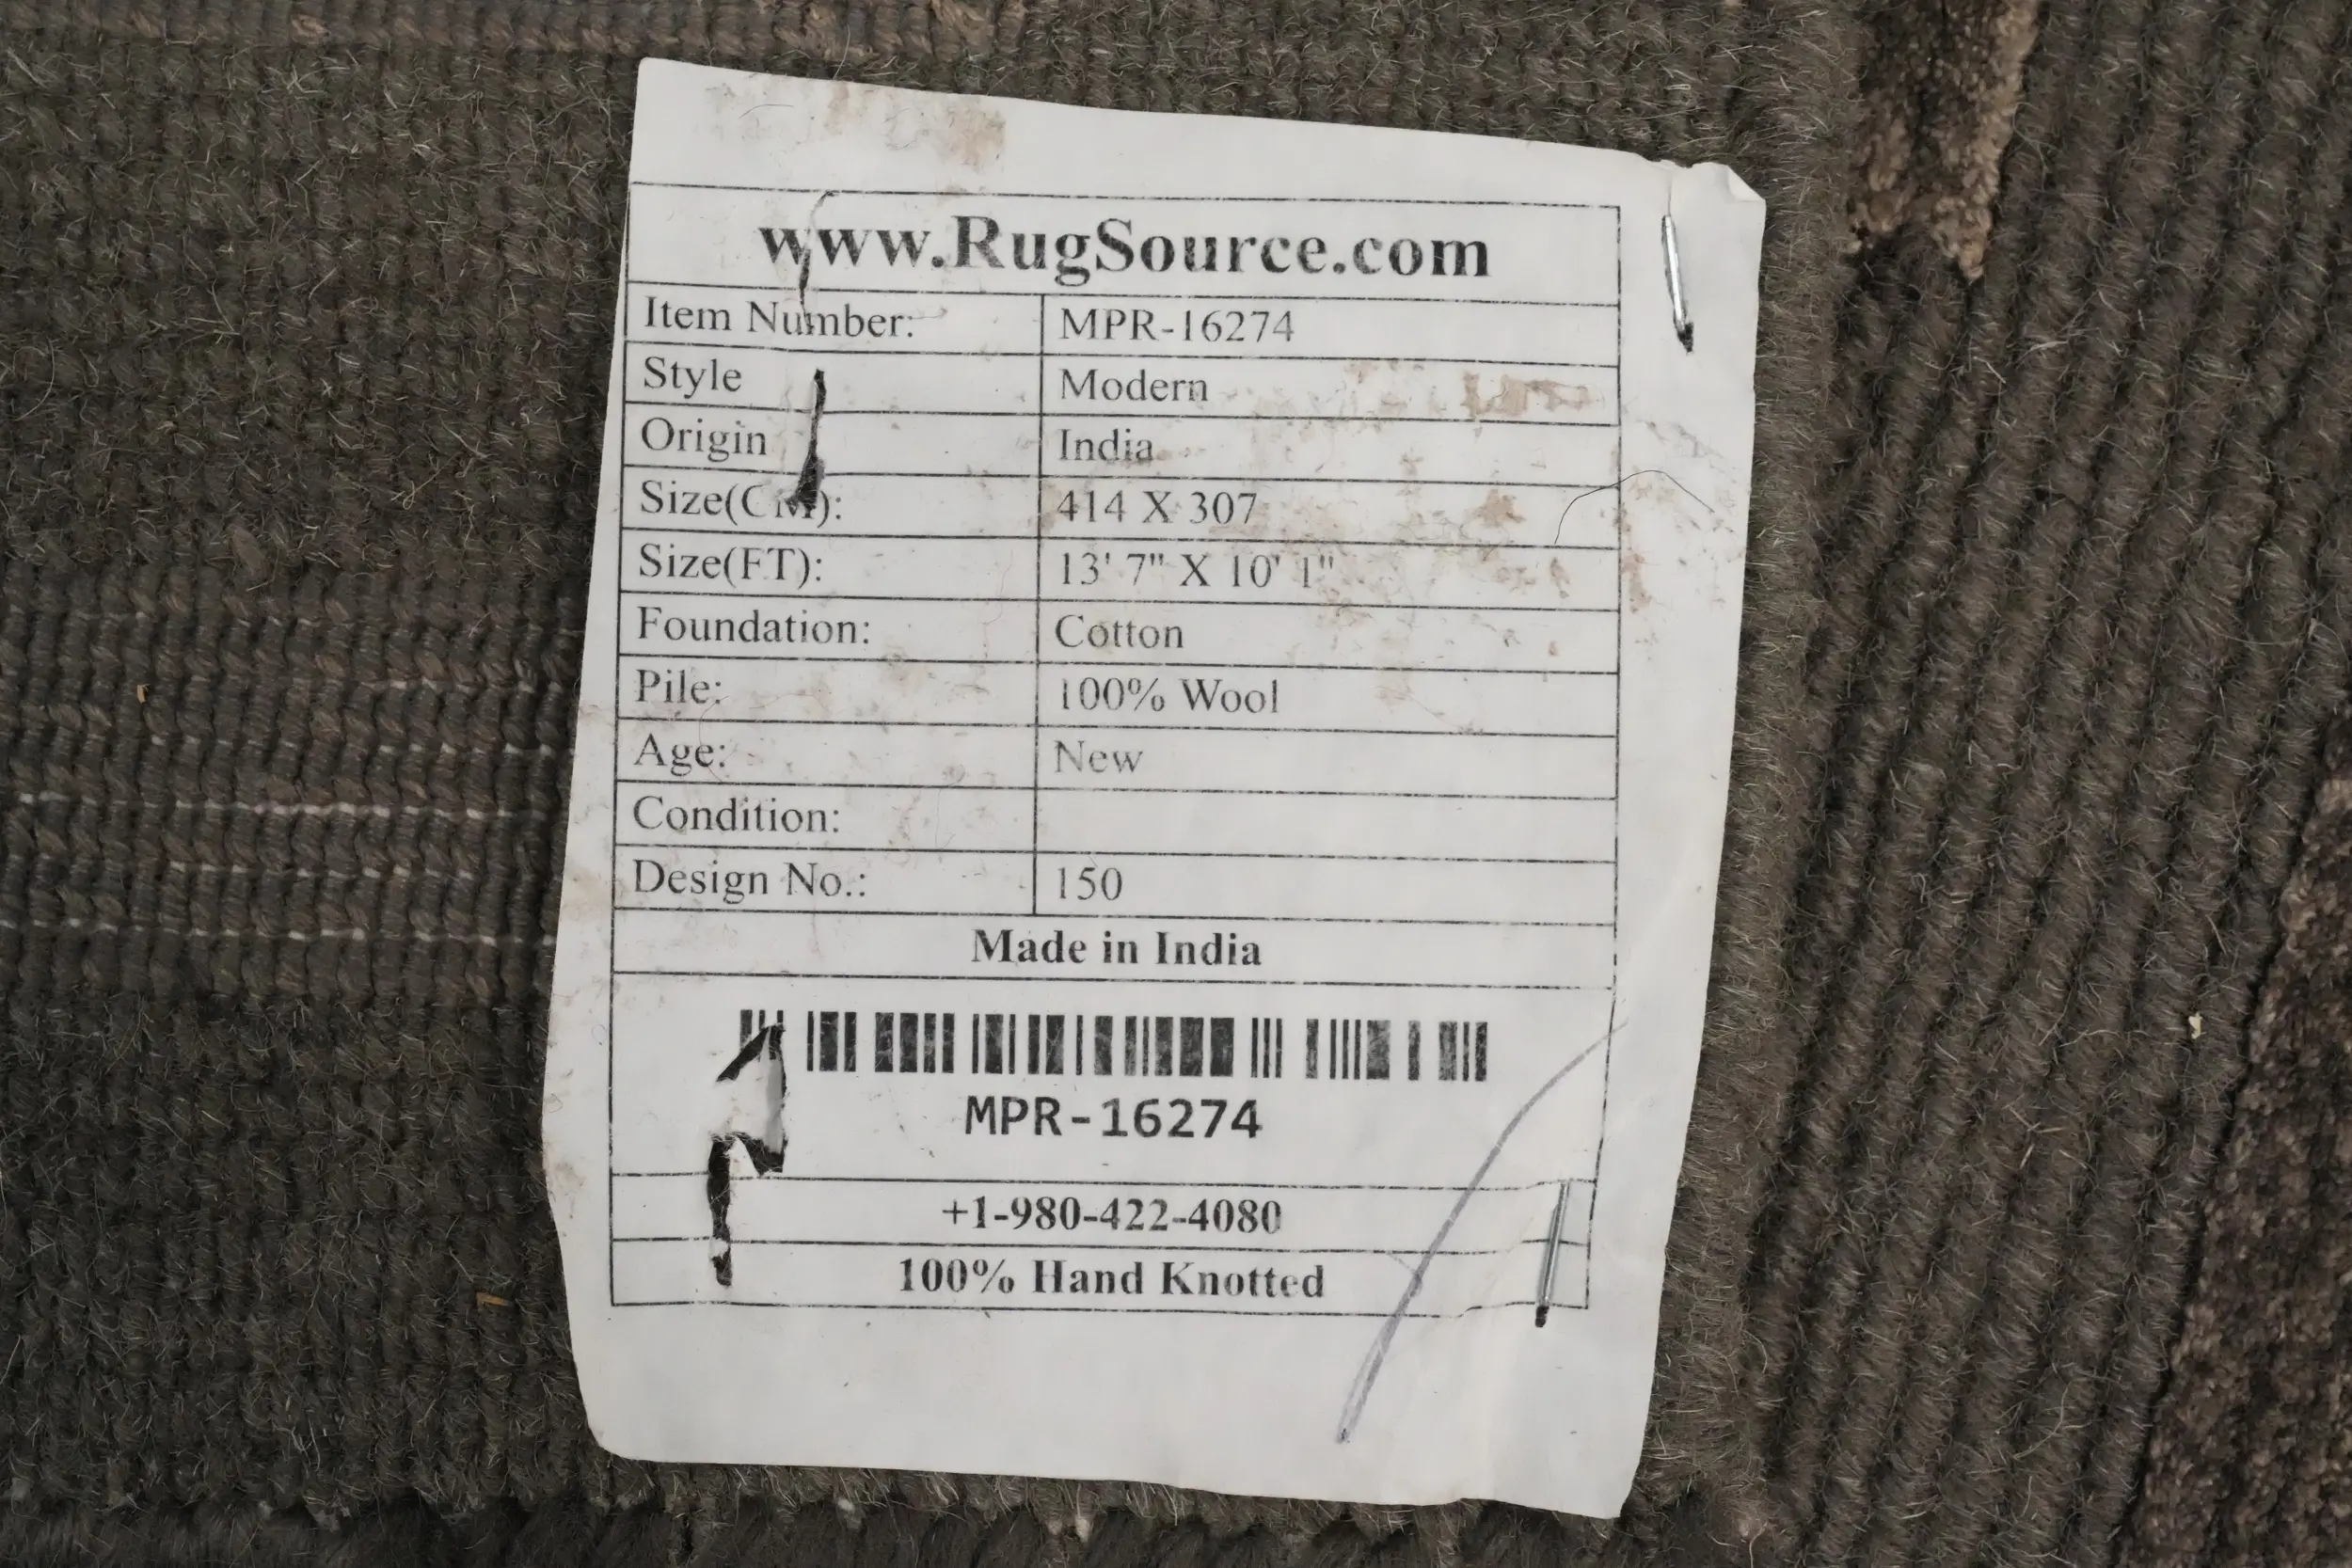 www.RugSource.com
Item Number: MPR-16274
Style Modern
Origin India
Size(CM): 414 X 307
Size(FT): 13' 7" X 10' 1"
Foundation: Cotton
Pile: 100% Wool
Age: New
Condition:
Design No.: 150
Made in India
MPR-16274
+1-980-422-4080
100% Hand Knotted